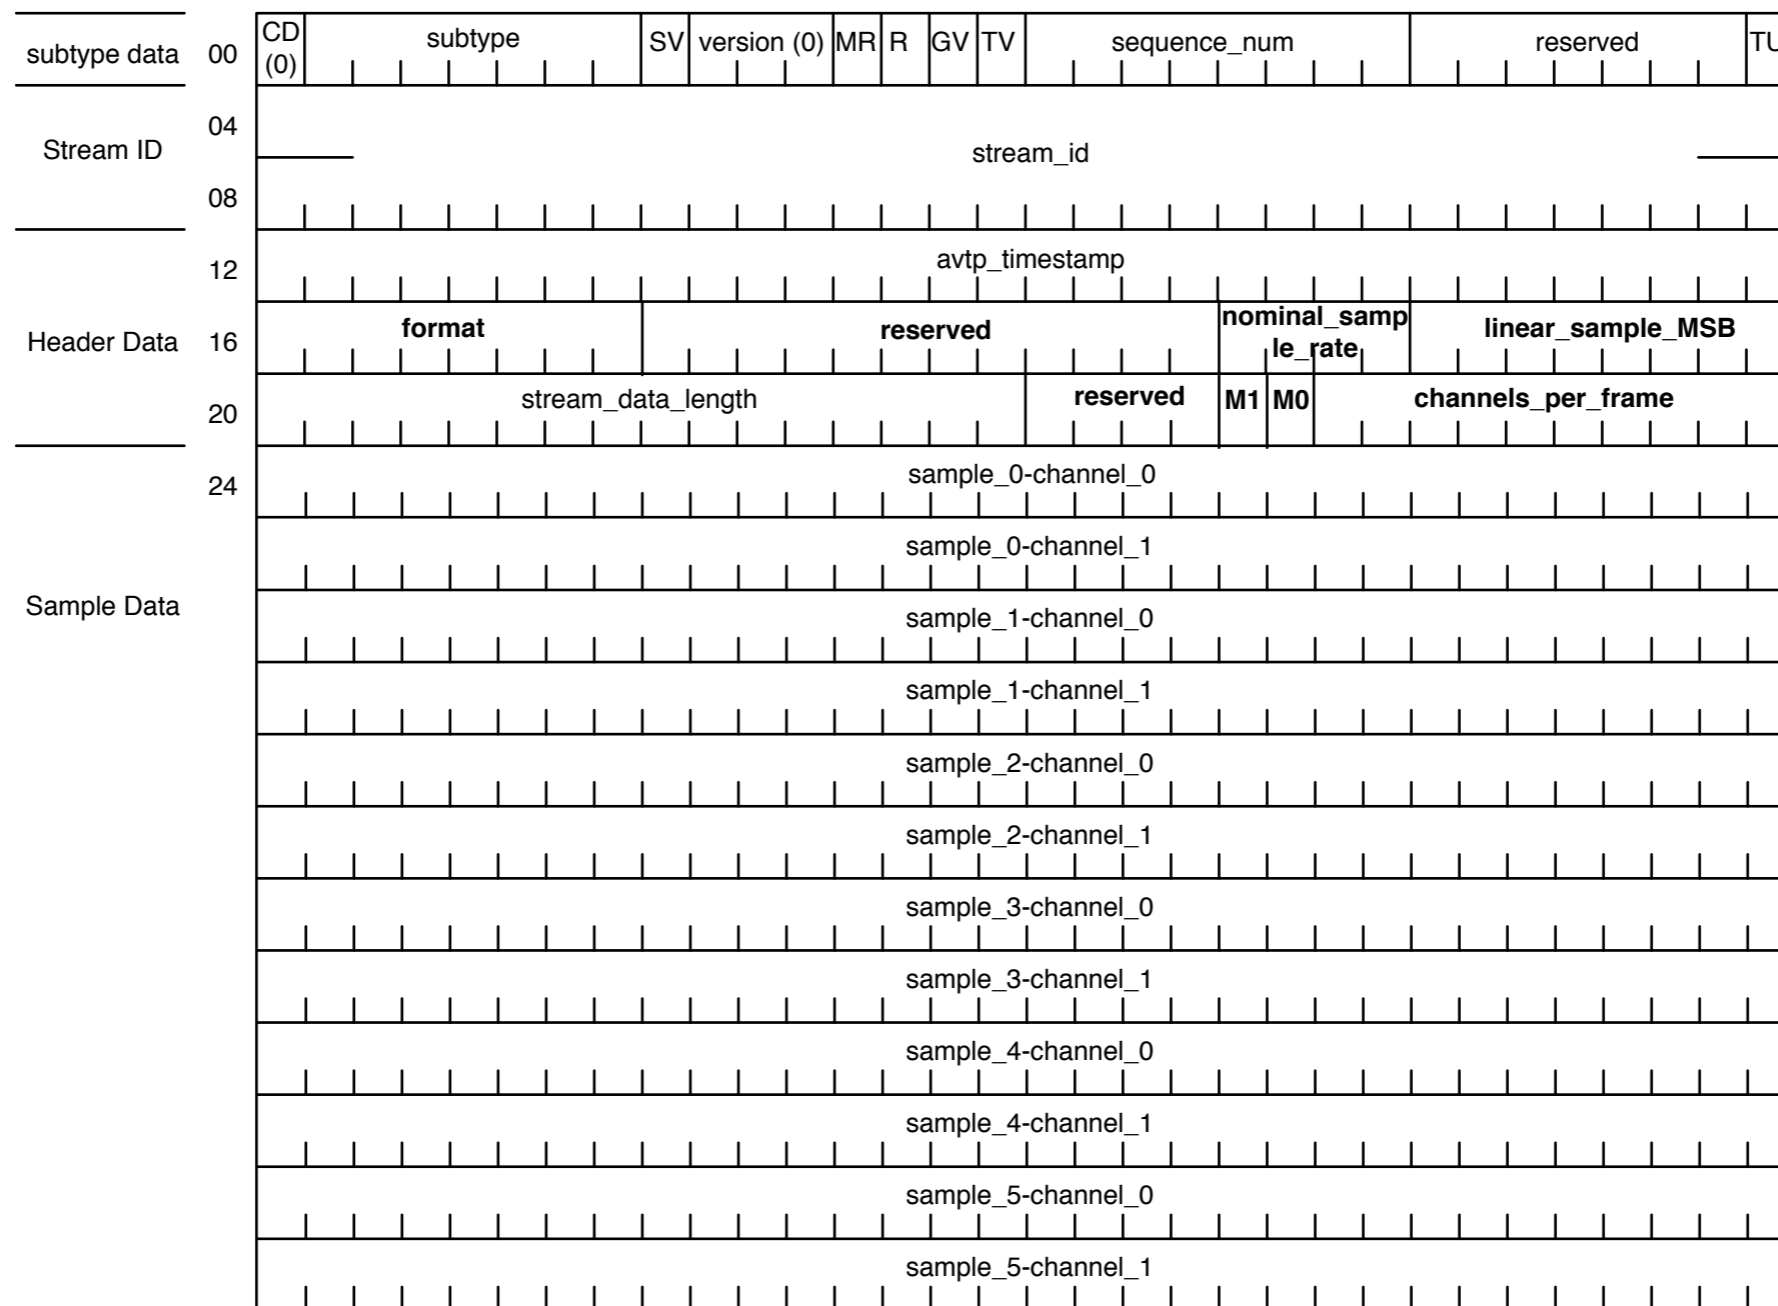 subtype data 00 CD (0) subtype SV version (0) MR R GV TV sequence_num reserved TU
04
Stream ID stream_id
08
12 avtp_timestamp
Header Data 16 format reserved nominal_samp le_rate linear_sample_MSB
20 stream_data_length reserved M1 M0 channels_per_frame
24 sample_0-channel_0
sample_0-channel_1
Sample Data
sample_1-channel_0
sample_1-channel_1
sample_2-channel_0
sample_2-channel_1
sample_3-channel_0
sample_3-channel_1
sample_4-channel_0
sample_4-channel_1
sample_5-channel_0
sample_5-channel_1